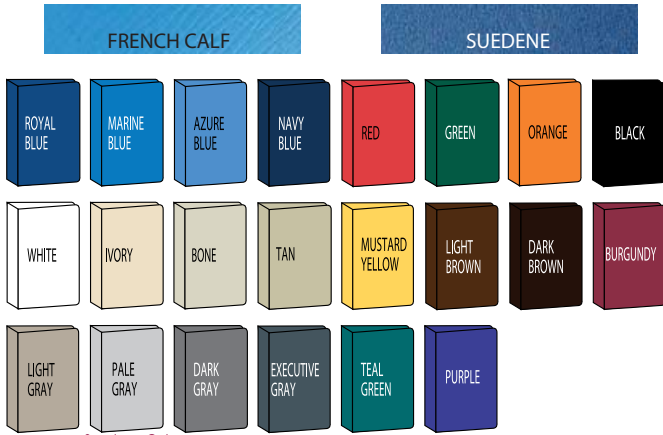 FRENCH CALF
SUEDENE
ROYAL
BLUE
MARINE
BLUE
AZURE
BLUE
NAVY
BLUE
RED
GREEN
ORANGE
BLACK
WHITE
IVORY
BONE
TAN
MUSTARD
YELLOW
LIGHT
BROWN
DARK
BROWN
BURGUNDY
LIGHT
GRAY
PALE
GRAY
DARK
GRAY
EXECUTIVE
GRAY
TEAL
GREEN
PURPLE